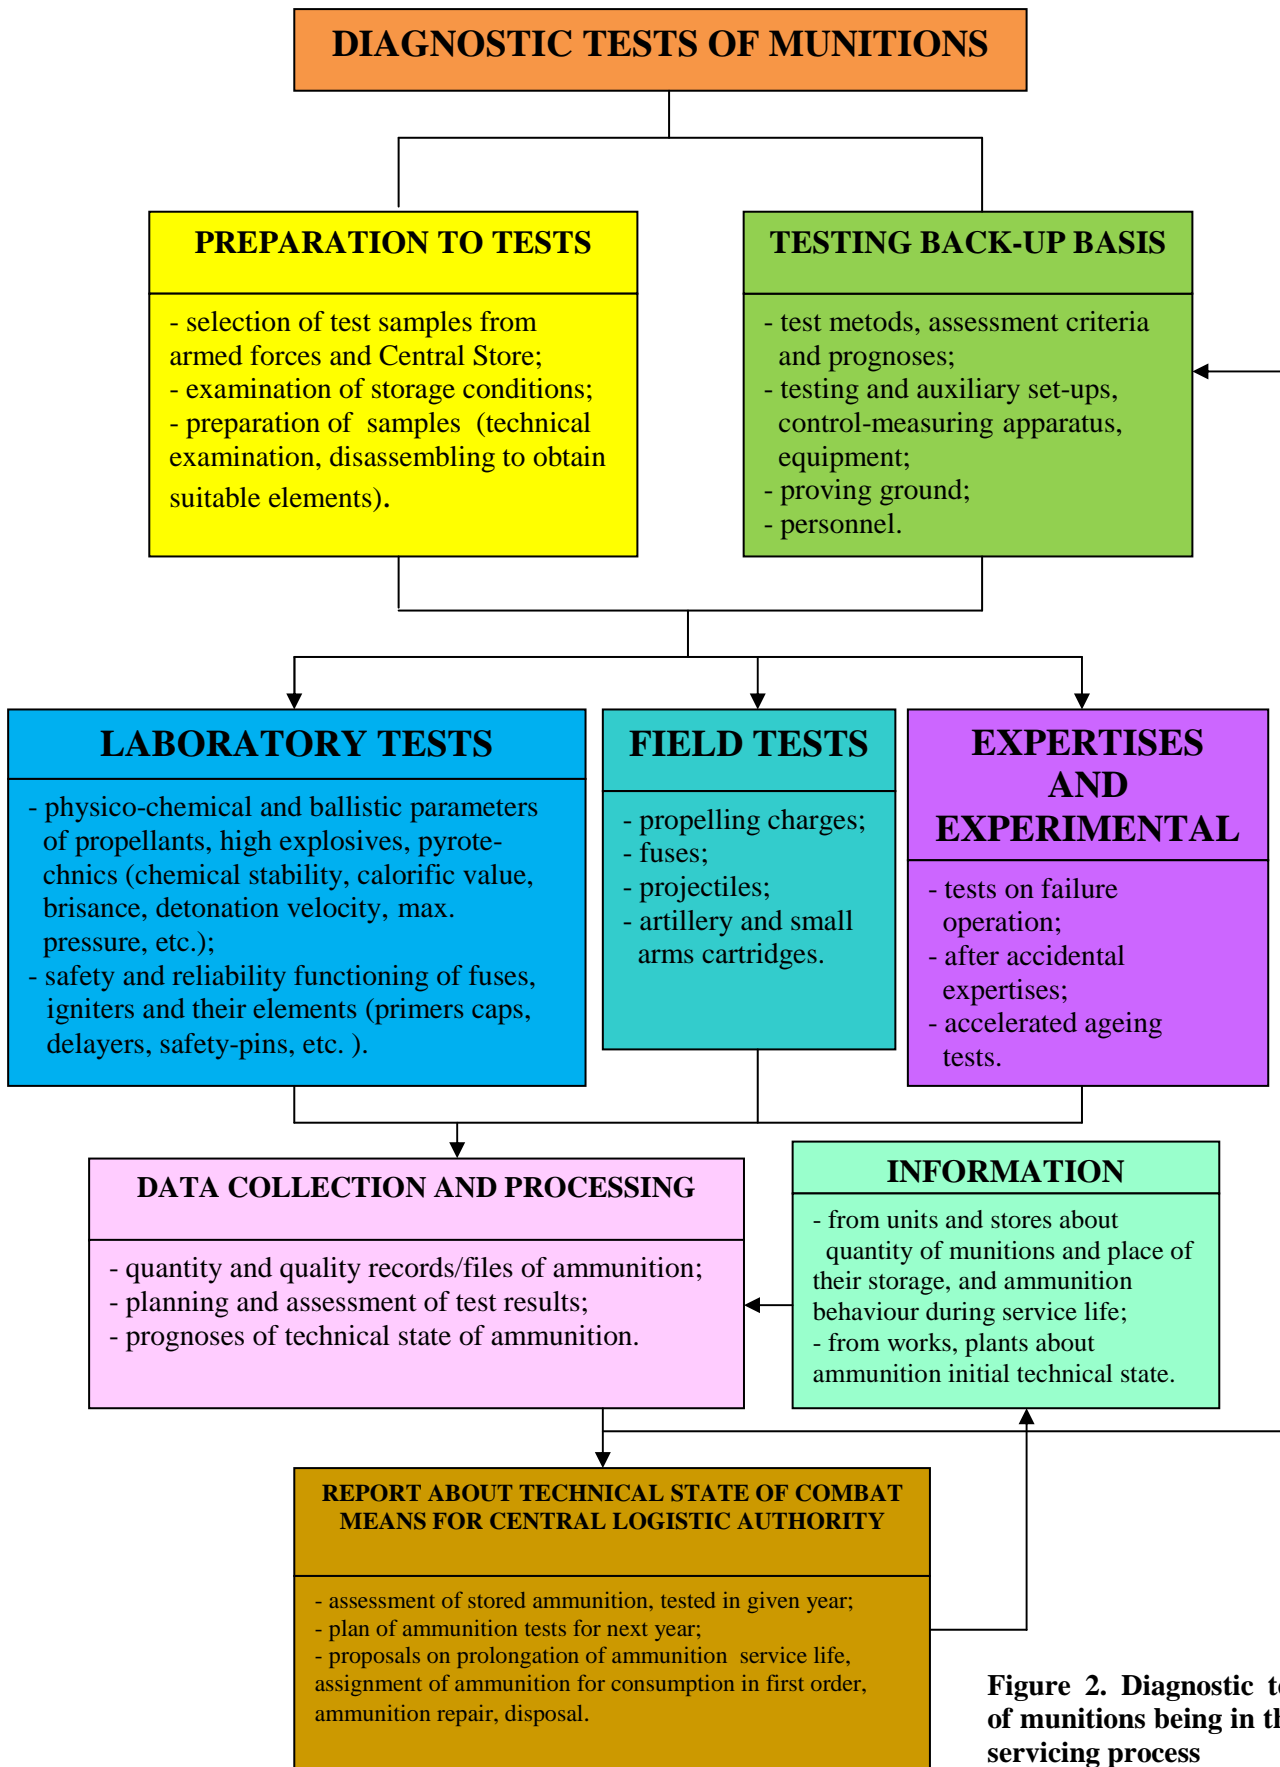 DIAGNOSTIC TESTS OF MUNITIONS
PREPARATION TO TESTS
- selection of test samples from
armed forces and Central Store;
- examination of storage conditions;
- preparation of samples (technical
examination, disassembling to obtain
suitable elements).
TESTING BACK-UP BASIS
- test metods, assessment criteria
and prognoses;
- testing and auxiliary set-ups,
control-measuring apparatus,
equipment;
- proving ground;
- personnel.
LABORATORY TESTS
- physico-chemical and ballistic parameters
of propellants, high explosives, pyrote-
chnics (chemical stability, calorific value,
brisance, detonation velocity, max.
pressure, etc.);
- safety and reliability functioning of fuses,
igniters and their elements (primers caps,
delayers, safety-pins, etc. ).
FIELD TESTS
- propelling charges;
- fuses;
- projectiles;
- artillery and small
arms cartridges.
EXPERTISES
AND
EXPERIMENTAL
- tests on failure
operation;
- after accidental
expertises;
- accelerated ageing
tests.
DATA COLLECTION AND PROCESSING
- quantity and quality records/files of ammunition;
- planning and assessment of test results;
- prognoses of technical state of ammunition.
INFORMATION
- from units and stores about
quantity of munitions and place of
their storage, and ammunition
behaviour during service life;
- from works, plants about
ammunition initial technical state.
REPORT ABOUT TECHNICAL STATE OF COMBAT
MEANS FOR CENTRAL LOGISTIC AUTHORITY
- assessment of stored ammunition, tested in given year;
- plan of ammunition tests for next year;
- proposals on prolongation of ammunition service life,
assignment of ammunition for consumption in first order,
ammunition repair, disposal.
Figure 2. Diagnostic
of munitions being in
servicing process